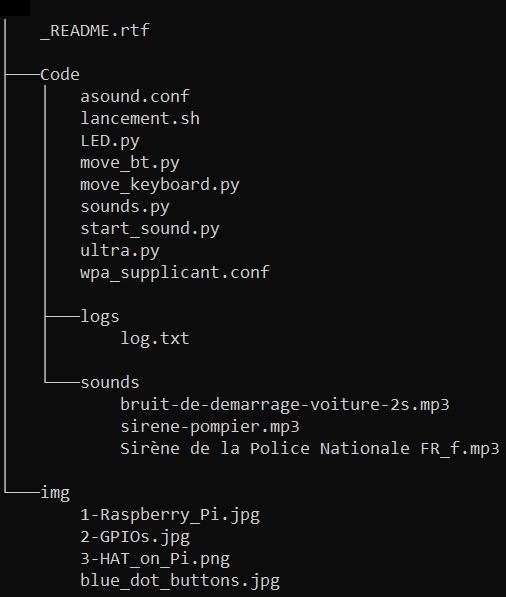 _README.rtf
Code
asound.conf
lancement.sh
LED.py
move_bt.py
move_keyboard.py
sounds.py
start_sound.py
ultra.py
wpa_supplicant.conf
logs
log.txt
sounds
bruit-de-demarrage-voiture-2s.mp3
sirene-pompier.mp3
Sirène de la Police Nationale FR_f.mp3
img
1-Raspberry_Pi.jpg
2-GPIOs.jpg
3-HAT_on_Pi.png
blue_dot_buttons.jpg